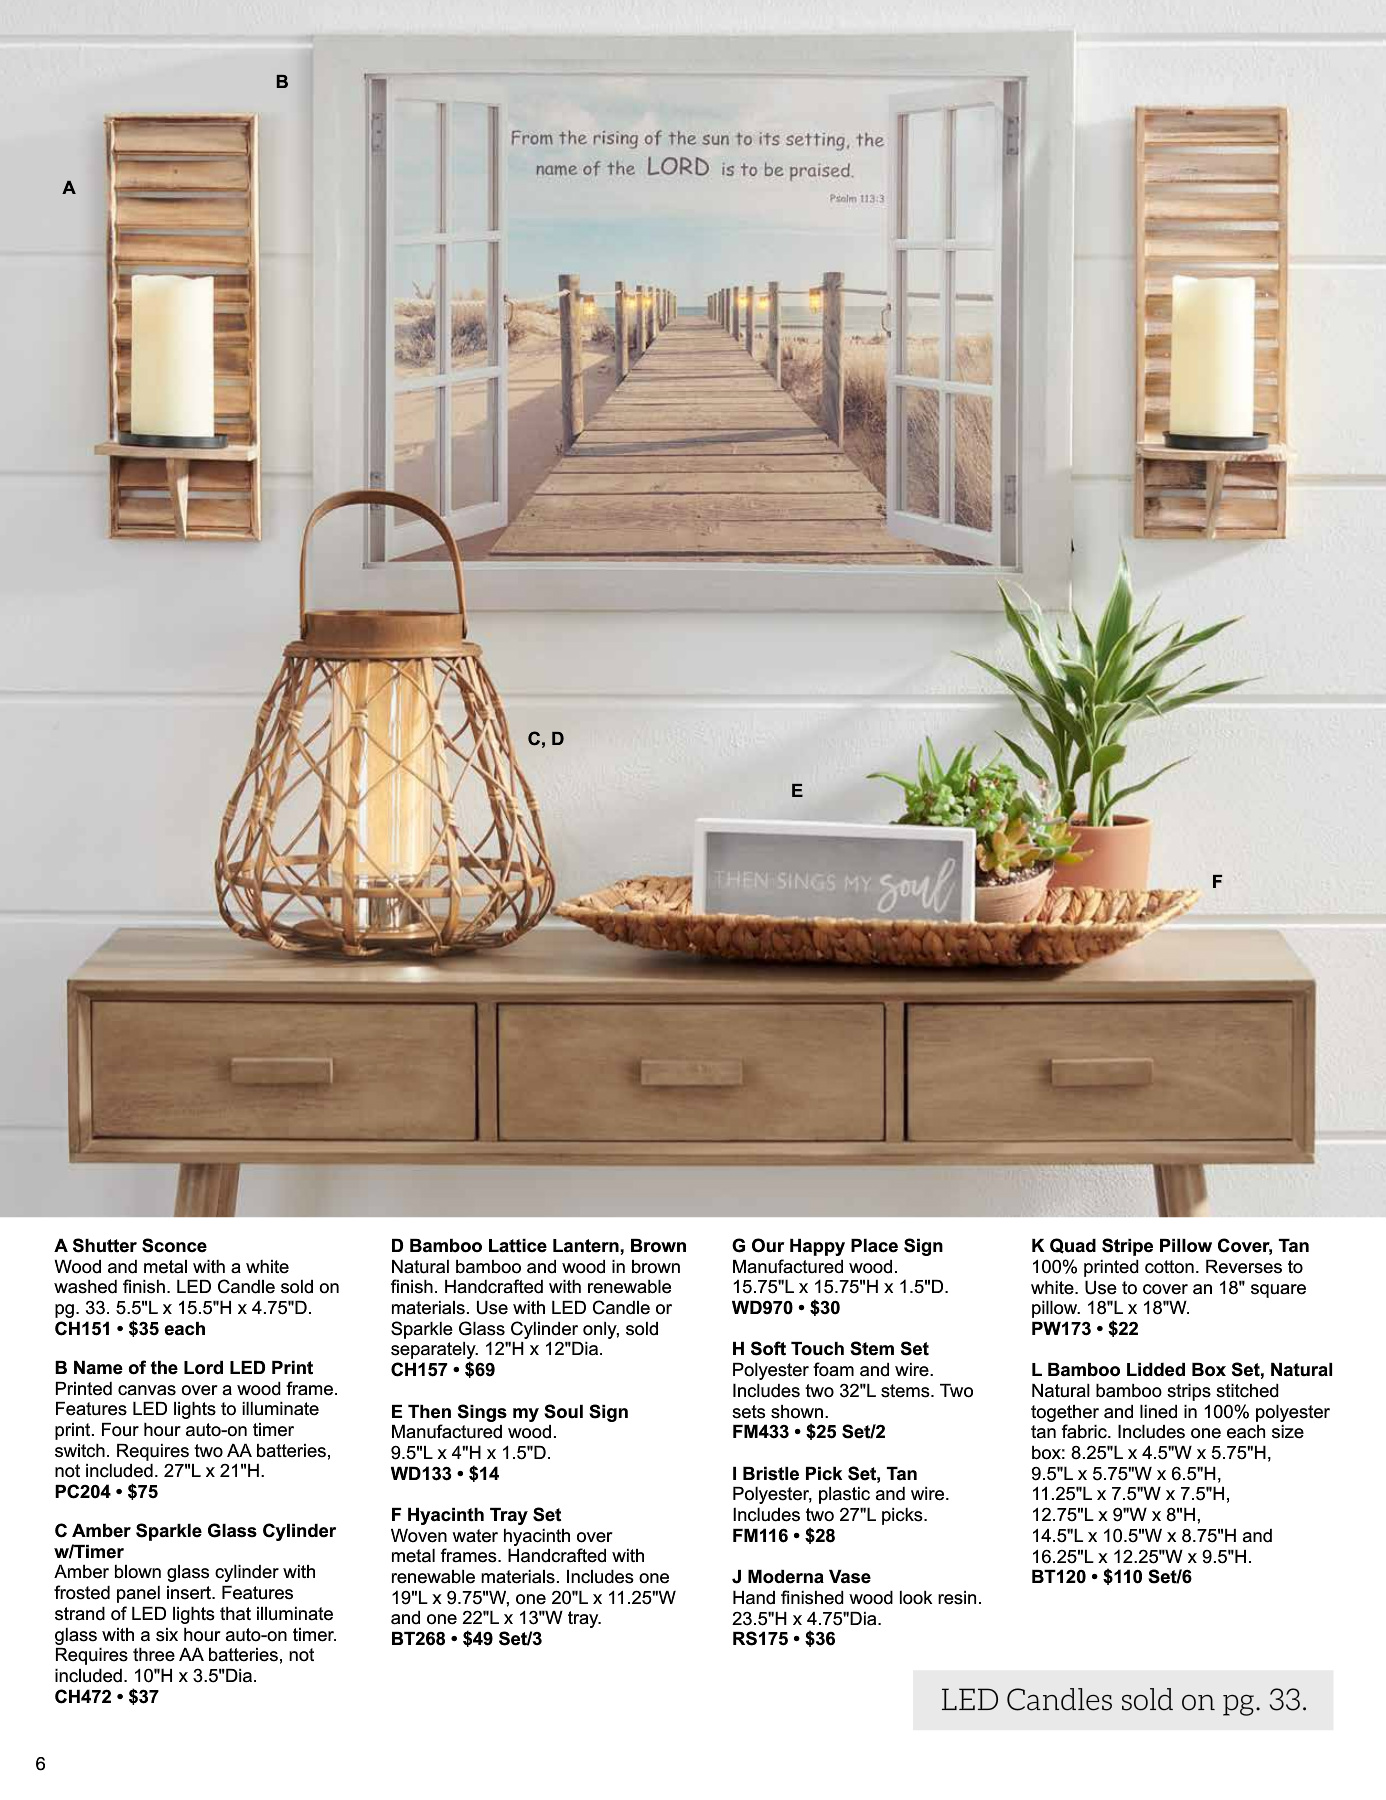 B
From the rising of the sun to its setting, the
name of the LORD is to be praised.
Psalm 113:3
A
C, D
E
THEN SINGS MY soul
F
A Shutter Sconce
Wood and metal with a white
washed finish. LED Candle sold on
pg. 33. 5.5"L x 15.5"H x 4.75"D.
CH151 • $35 each
B Name of the Lord LED Print
Printed canvas over a wood frame.
Features LED lights to illuminate
print. Four hour auto-on timer
switch. Requires two AA batteries,
not included. 27"L x 21"H.
PC204 • $75
C Amber Sparkle Glass Cylinder
w/Timer
Amber blown glass cylinder with
frosted panel insert. Features
strand of LED lights that illuminate
glass with a six hour auto-on timer.
Requires three AA batteries, not
included. 10"H x 3.5"Dia.
CH472 • $37
D Bamboo Lattice Lantern, Brown
Natural bamboo and wood in brown
finish. Handcrafted with renewable
materials. Use with LED Candle or
Sparkle Glass Cylinder only, sold
separately. 12"H x 12"Dia.
CH157 • $69
E Then Sings my Soul Sign
Manufactured wood.
9.5"L x 4"H x 1.5"D.
WD133 • $14
F Hyacinth Tray Set
Woven water hyacinth over
metal frames. Handcrafted with
renewable materials. Includes one
19"L x 9.75"W, one 20"L x 11.25"W
and one 22"L x 13"W tray.
BT268 • $49 Set/3
G Our Happy Place Sign
Manufactured wood.
15.75"L x 15.75"H x 1.5"D.
WD970 • $30
H Soft Touch Stem Set
Polyester foam and wire.
Includes two 32"L stems. Two
sets shown.
FM433 • $25 Set/2
I Bristle Pick Set, Tan
Polyester, plastic and wire.
Includes two 27"L picks.
FM116 • $28
J Moderna Vase
Hand finished wood look resin.
23.5"H x 4.75"Dia.
RS175 • $36
K Quad Stripe Pillow Cover, Tan
100% printed cotton. Reverses to
white. Use to cover an 18" square
pillow. 18"L x 18"W.
PW173 • $22
L Bamboo Lidded Box Set, Natural
Natural bamboo strips stitched
together and lined in 100% polyester
tan fabric. Includes one each size
box: 8.25"L x 4.5"W x 5.75"H,
9.5"L x 5.75"W x 6.5"H,
11.25"L x 7.5"W x 7.5"H,
12.75"L x 9"W x 8"H,
14.5"L x 10.5"W x 8.75"H and
16.25"L x 12.25"W x 9.5"H.
BT120 • $110 Set/6
LED Candles sold on pg. 33.
6